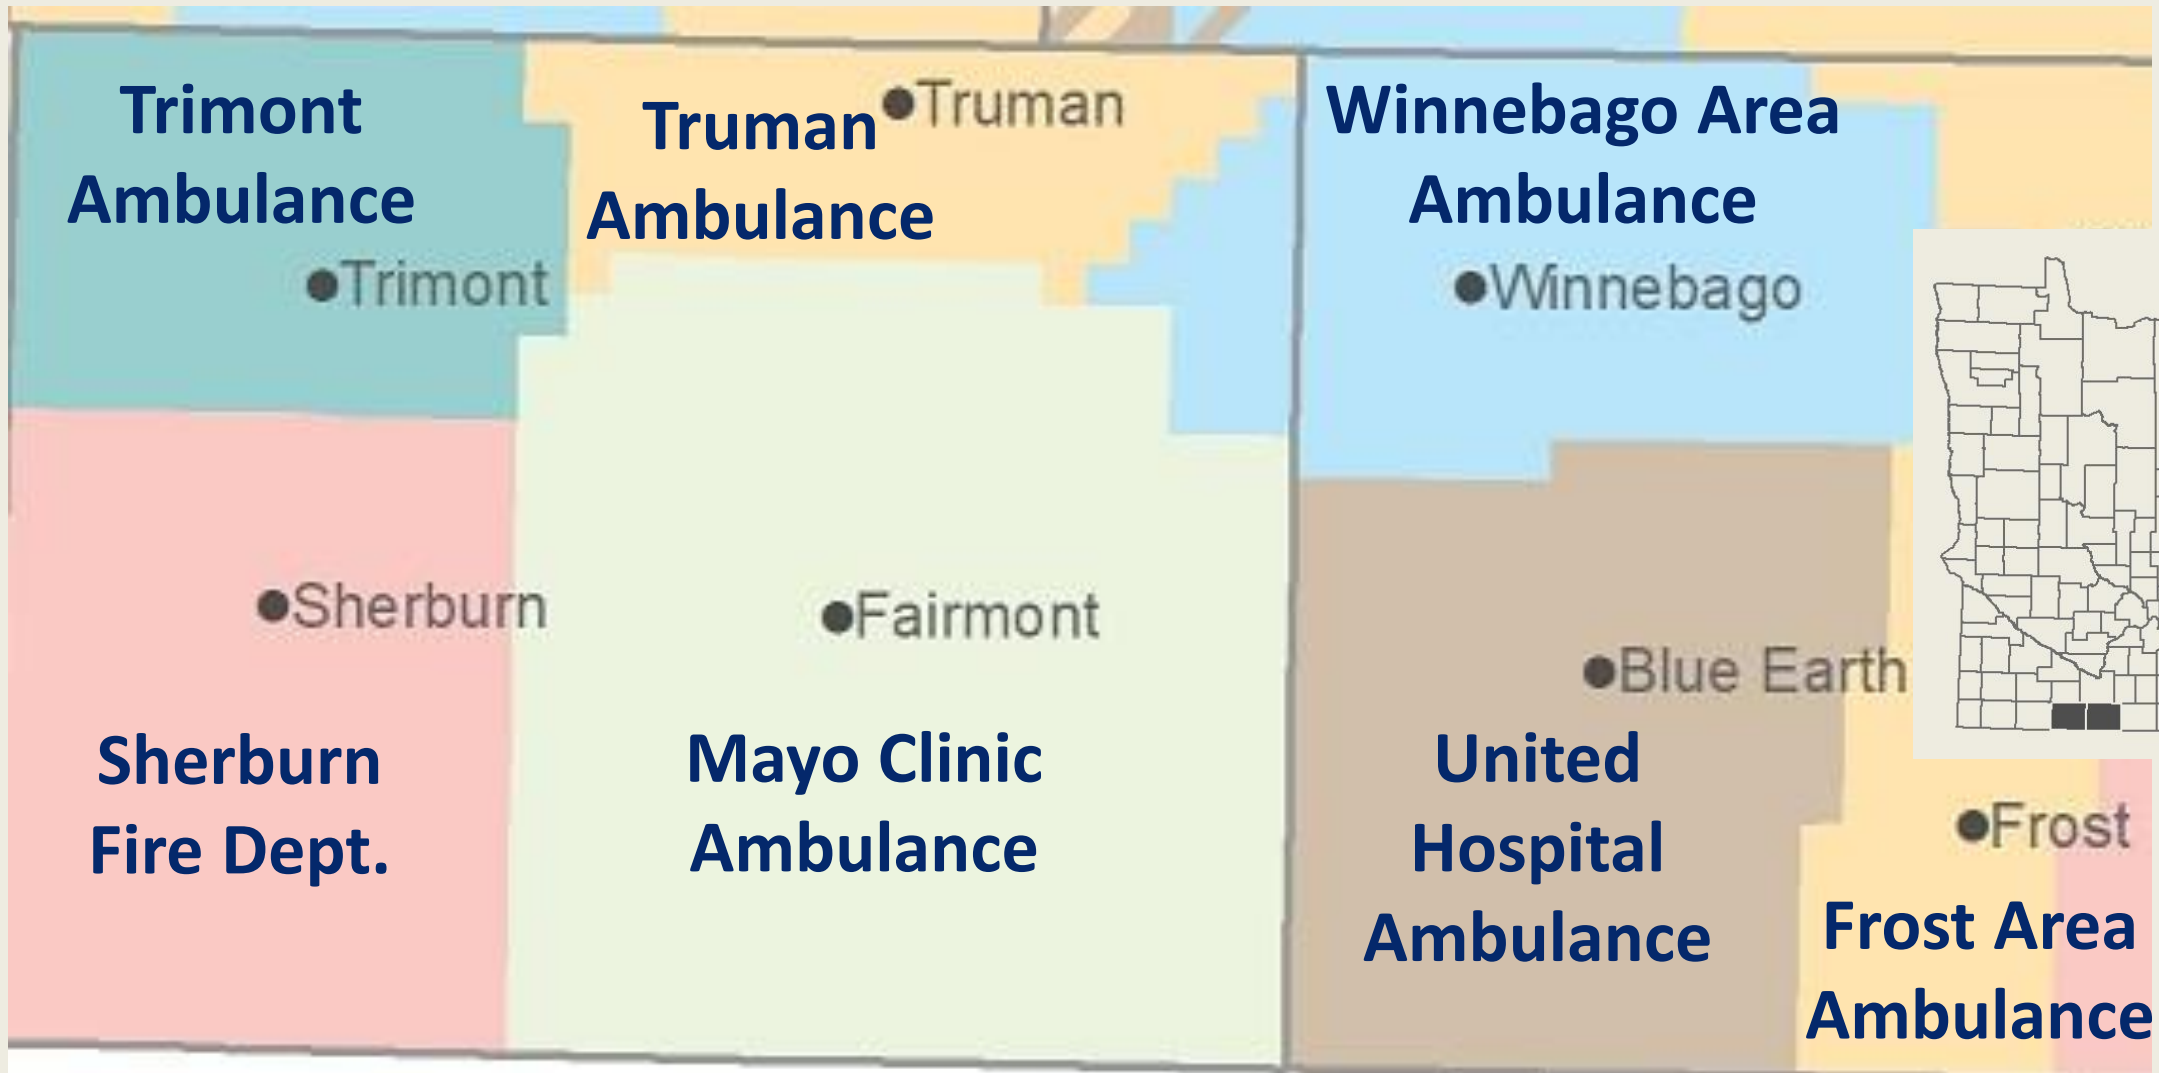 Trimont
Ambulance
Trimont
Truman
Ambulance
Truman
Winnebago Area
Ambulance
Winnebago
Sherburn
Sherburn
Fire Dept.
Fairmont
Mayo Clinic
Ambulance
Blue Earth
United
Hospital
Ambulance
Frost
Frost Area
Ambulance